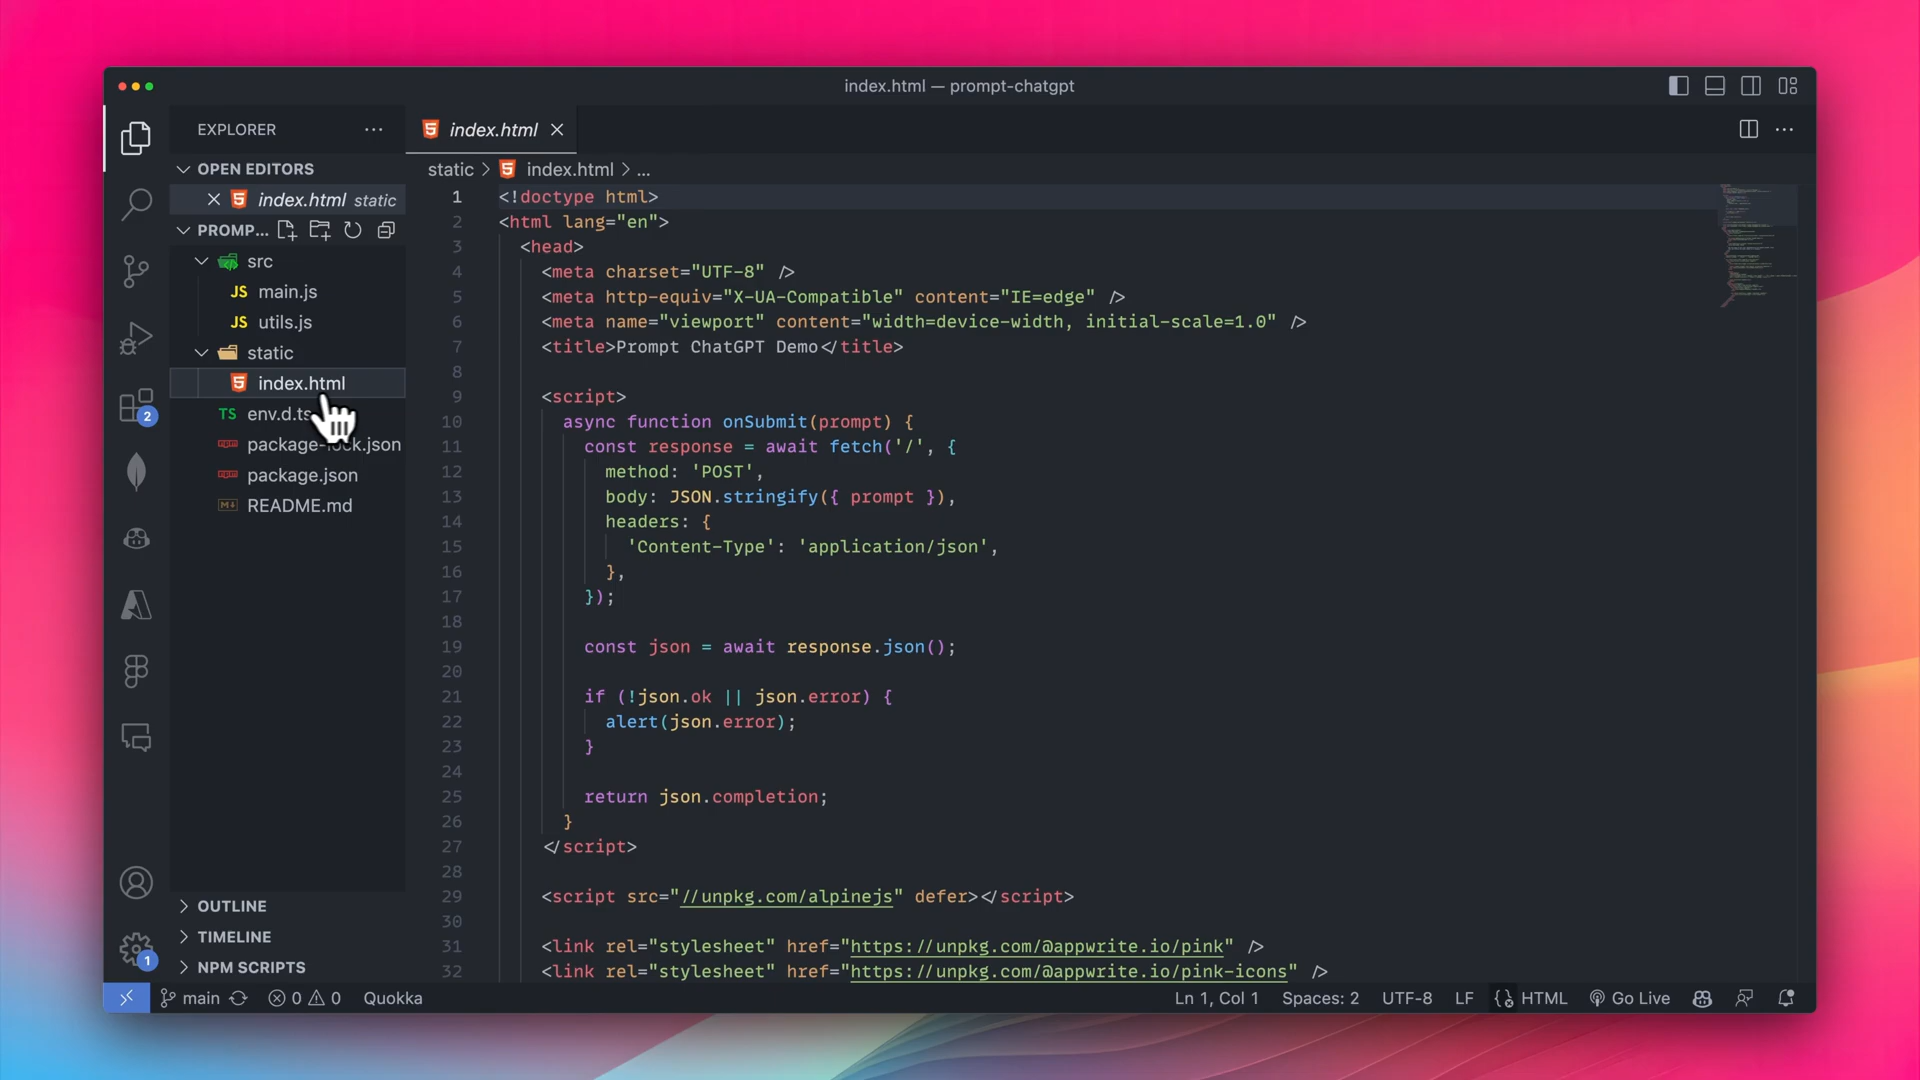 index.html — prompt-chatgpt
EXPLORER
index.html
OPEN EDITORS
index.html static
PROMP...
src
JS main.js
JS utils.js
static
index.html
TS env.d.ts
package-lock.json
package.json
README.md
OUTLINE
TIMELINE
NPM SCRIPTS
2
1
static > index.html > ...
1 <!doctype html>
2 <html lang="en">
3 <head>
4 <meta charset="UTF-8" />
5 <meta http-equiv="X-UA-Compatible" content="IE=edge" />
6 <meta name="viewport" content="width=device-width, initial-scale=1.0" />
7 <title>Prompt ChatGPT Demo</title>
8
9 <script>
10 async function onSubmit(prompt) {
11 const response = await fetch('/', {
12 method: 'POST',
13 body: JSON.stringify({ prompt }),
14 headers: {
15 'Content-Type': 'application/json',
16 },
17 });
18
19 const json = await response.json();
20
21 if (!json.ok || json.error) {
22 alert(json.error);
23 }
24
25 return json.completion;
26 }
27 </script>
28
29 <script src="//unpkg.com/alpinejs" defer></script>
30
31 <link rel="stylesheet" href="https://unpkg.com/@appwrite.io/pink" />
32 <link rel="stylesheet" href="https://unpkg.com/@appwrite.io/pink-icons" />
main 0 0 Quokka Ln 1, Col 1 Spaces: 2 UTF-8 LF HTML Go Live